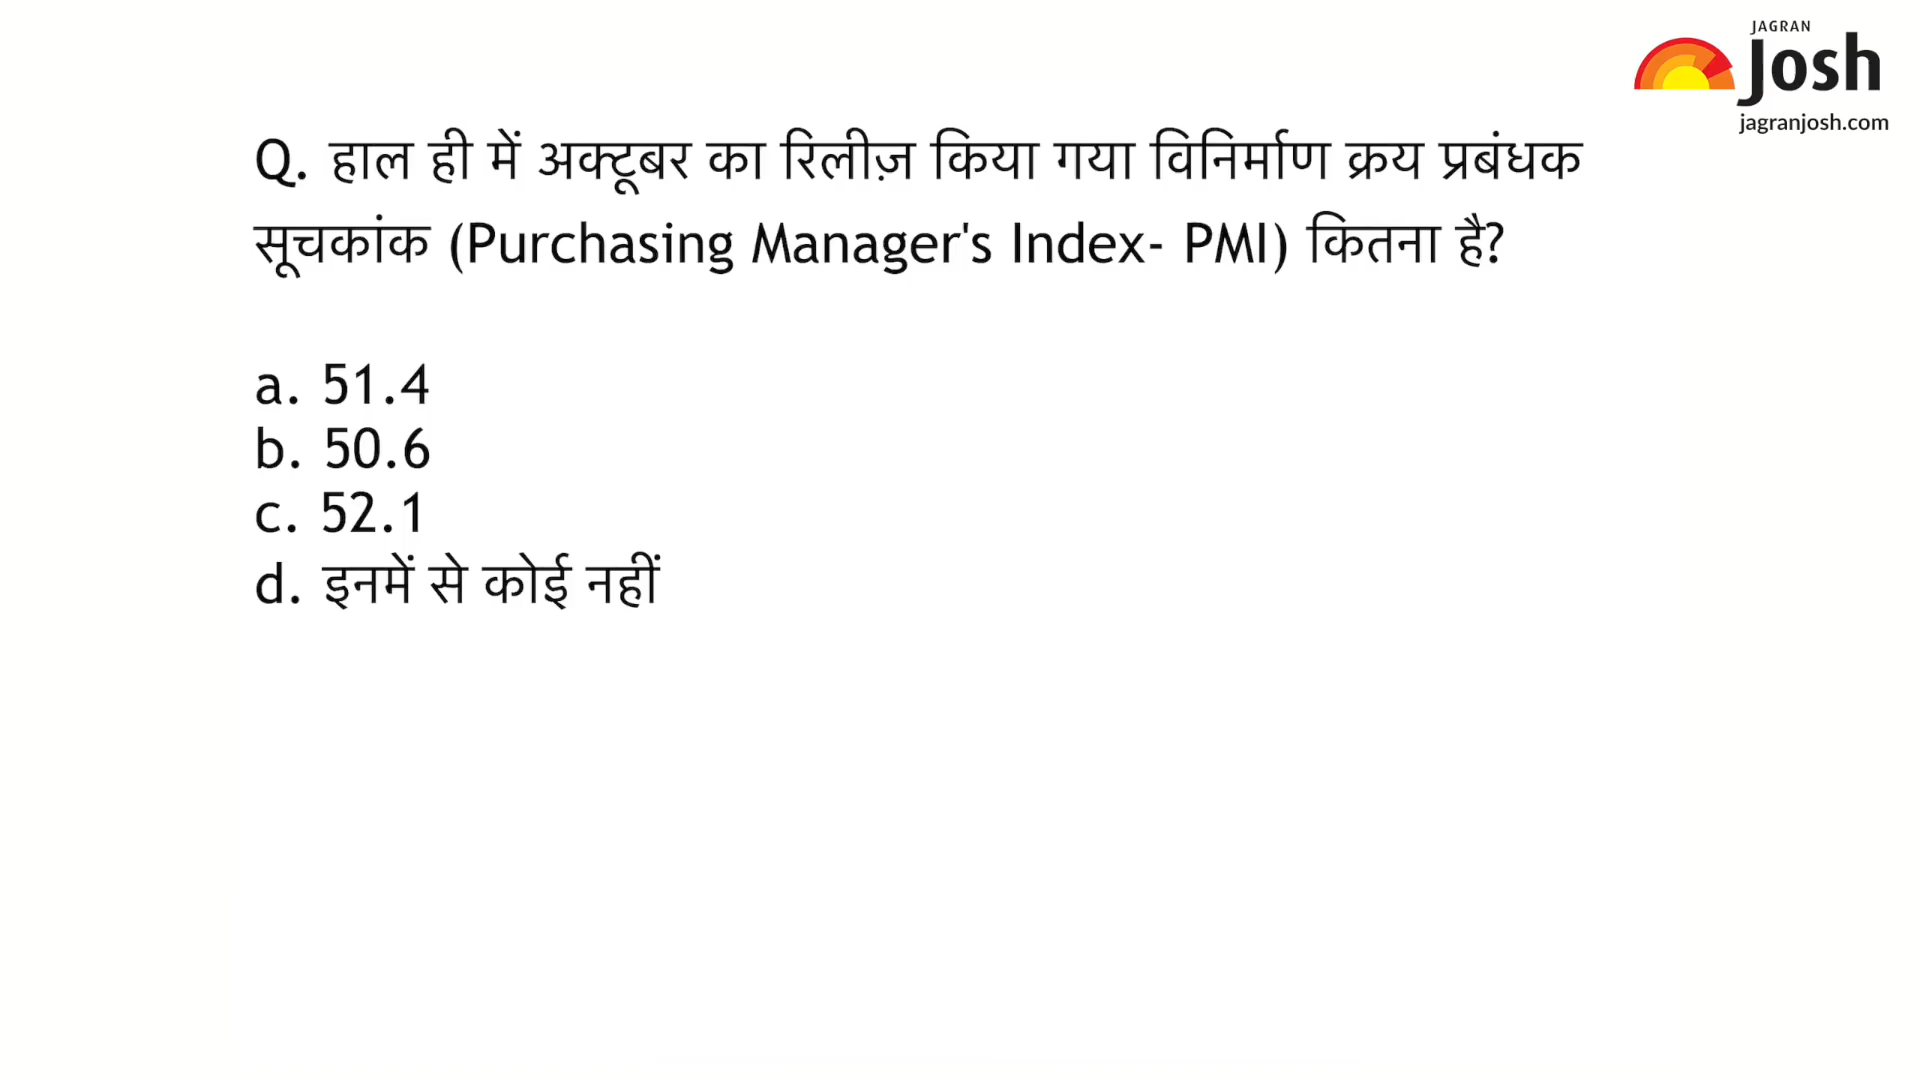 JAGRAN
Josh
jagranjosh.com
Q. हाल ही में अक्टूबर का रिलीज़ किया गया विनिर्माण क्रय प्रबंधक
सूचकांक (Purchasing Manager's Index- PMI) कितना है?
a. 51.4
b. 50.6
c. 52.1
d. इनमें से कोई नहीं